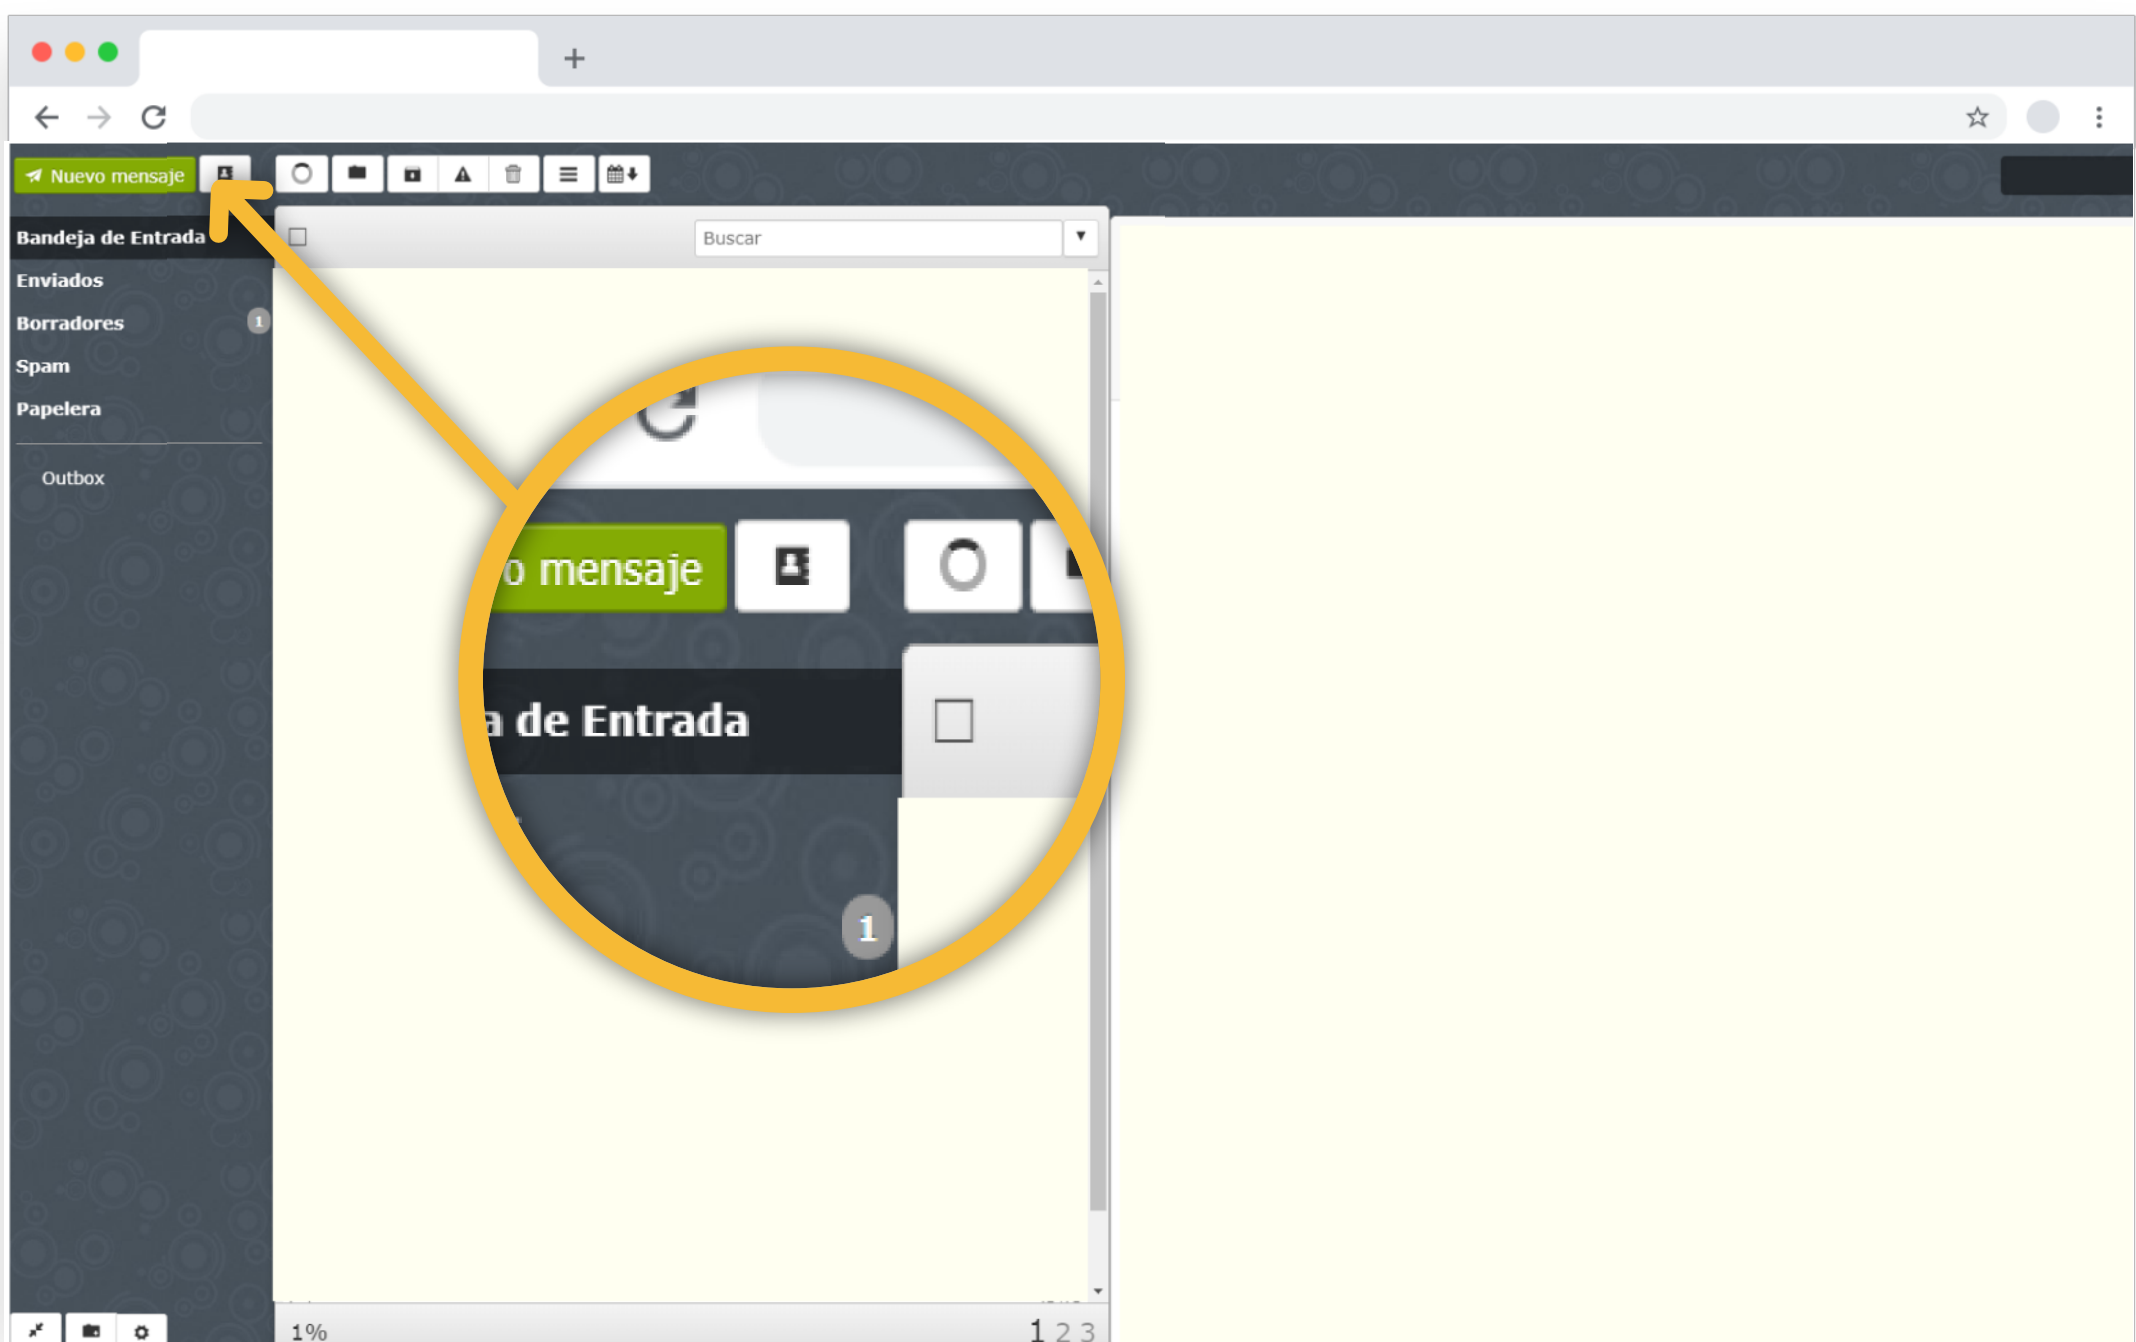 Nuevo mensaje
Bandeja de Entrada
Buscar
Enviados
Borradores 1
Spam
Papelera
Outbox
o mensaje
a de Entrada
1
1%
1 2 3